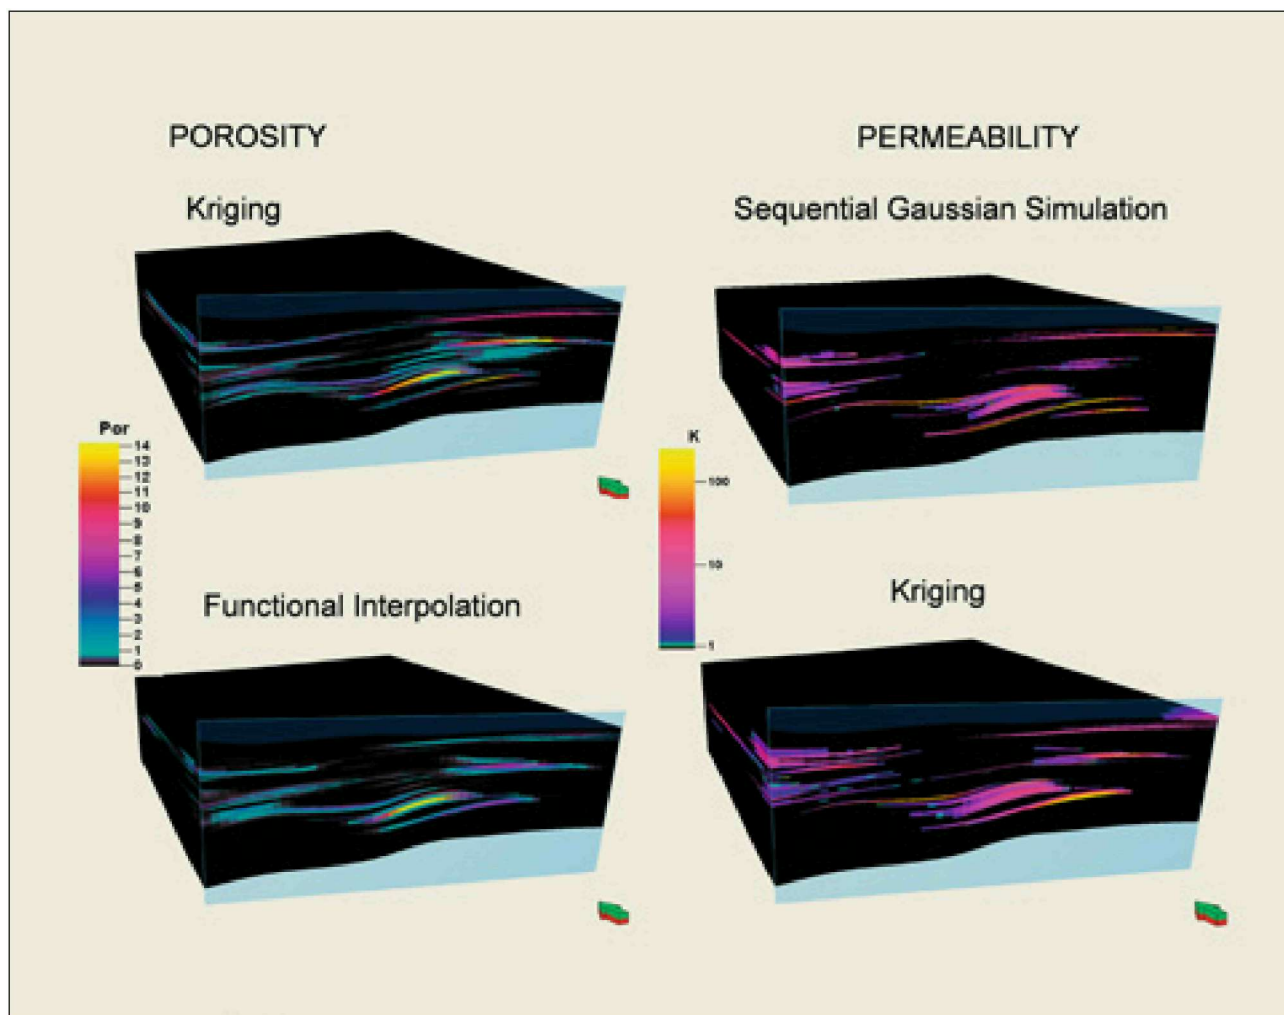 POROSITY
Kriging
Por
14
13
12
11
10
9
8
7
6
5
4
3
2
1
0
Functional Interpolation
PERMEABILITY
Sequential Gaussian Simulation
K
100
10
1
Kriging